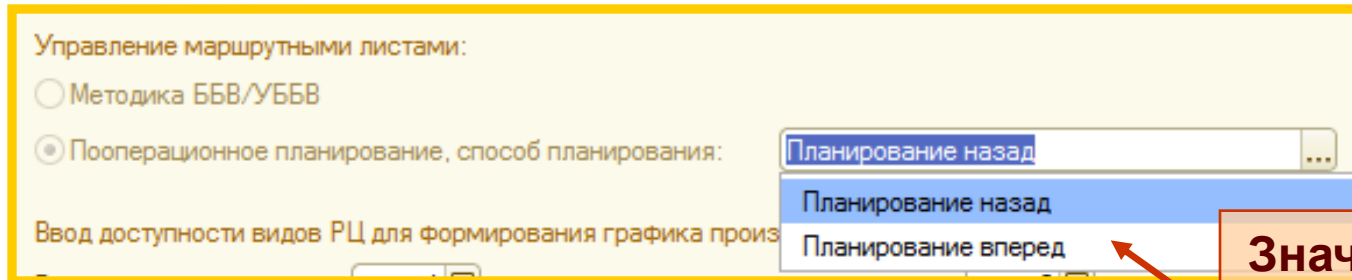 Управление маршрутными листами:
Методика ББВ/УББВ
Пооперационное планирование, способ планирования:
Планирование назад ...
Планирование назад
Ввод доступности видов РЦ для формирования графика произ
Планирование вперед
Знач